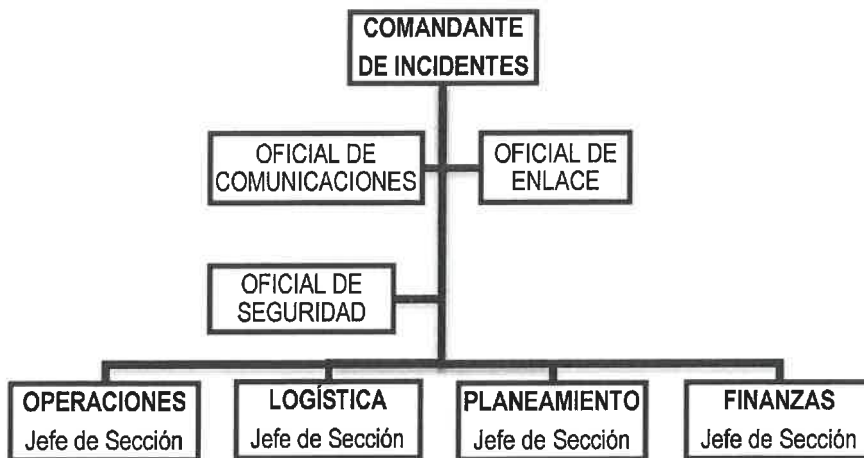 COMANDANTE
DE INCIDENTES
OFICIAL DE
COMUNICACIONES
OFICIAL DE
ENLACE
OFICIAL DE
SEGURIDAD
OPERACIONES
Jefe de Sección
LOGÍSTICA
Jefe de Sección
PLANEAMIENTO
Jefe de Sección
FINANZAS
Jefe de Sección